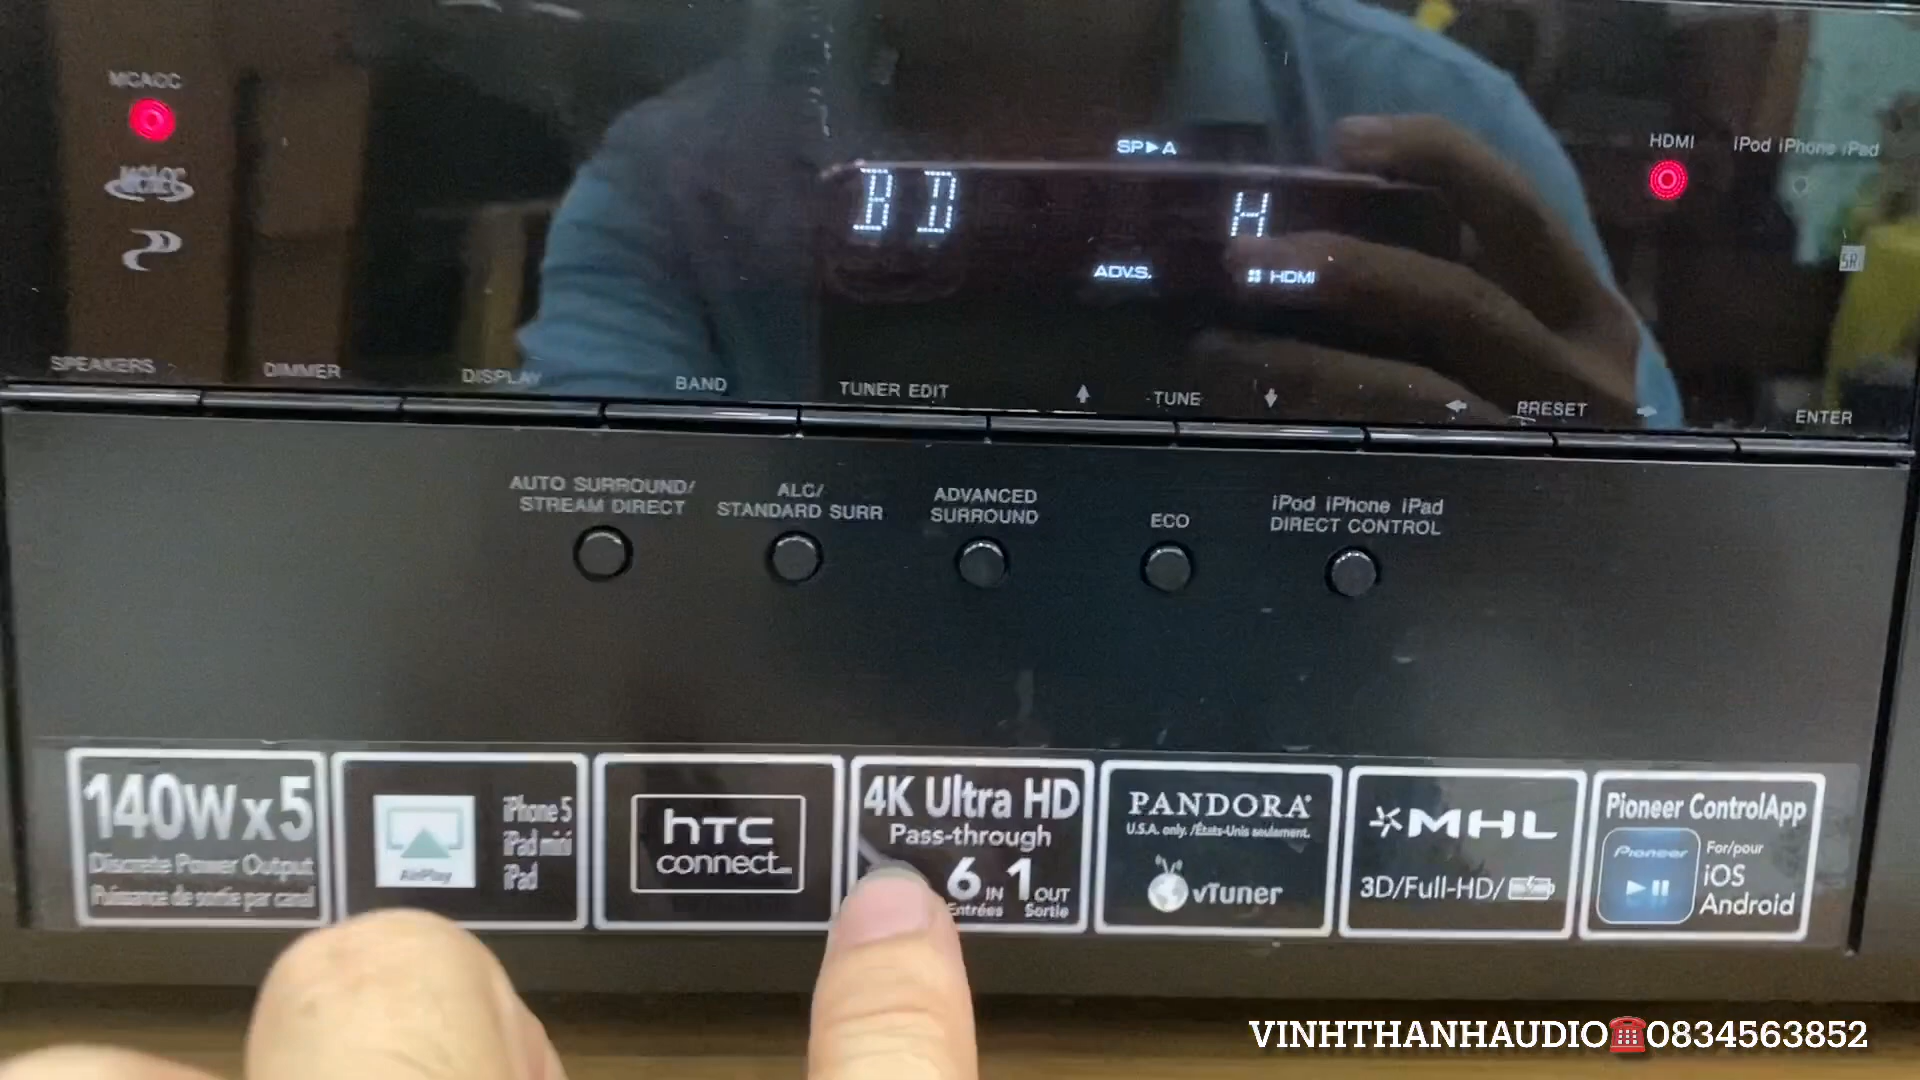 MCACC
MCACC
HDMI
iPod iPhone iPad
SP►A
BD H
ADV.S.
HDMI
SR
SPEAKERS
DIMMER
DISPLAY
BAND
TUNER EDIT
TUNE
PRESET
ENTER
AUTO SURROUND/
STREAM DIRECT
ALC/
STANDARD SURR
ADVANCED
SURROUND
ECO
iPod iPhone iPad
DIRECT CONTROL
140W x 5
Discrete Power Output
Puissance de sortie par canal
AirPlay
iPhone 5
iPad mini
iPad
hTC
connect
4K Ultra HD
Pass-through
6 IN 1 OUT
Entrées Sortie
PANDORA
U.S.A. only. /États-Unis seulement.
vTuner
MHL
3D/Full-HD/
Pioneer ControlApp
Pioneer
For/pour
iOS
Android
VINHTHANHAUDIO☎0834563852